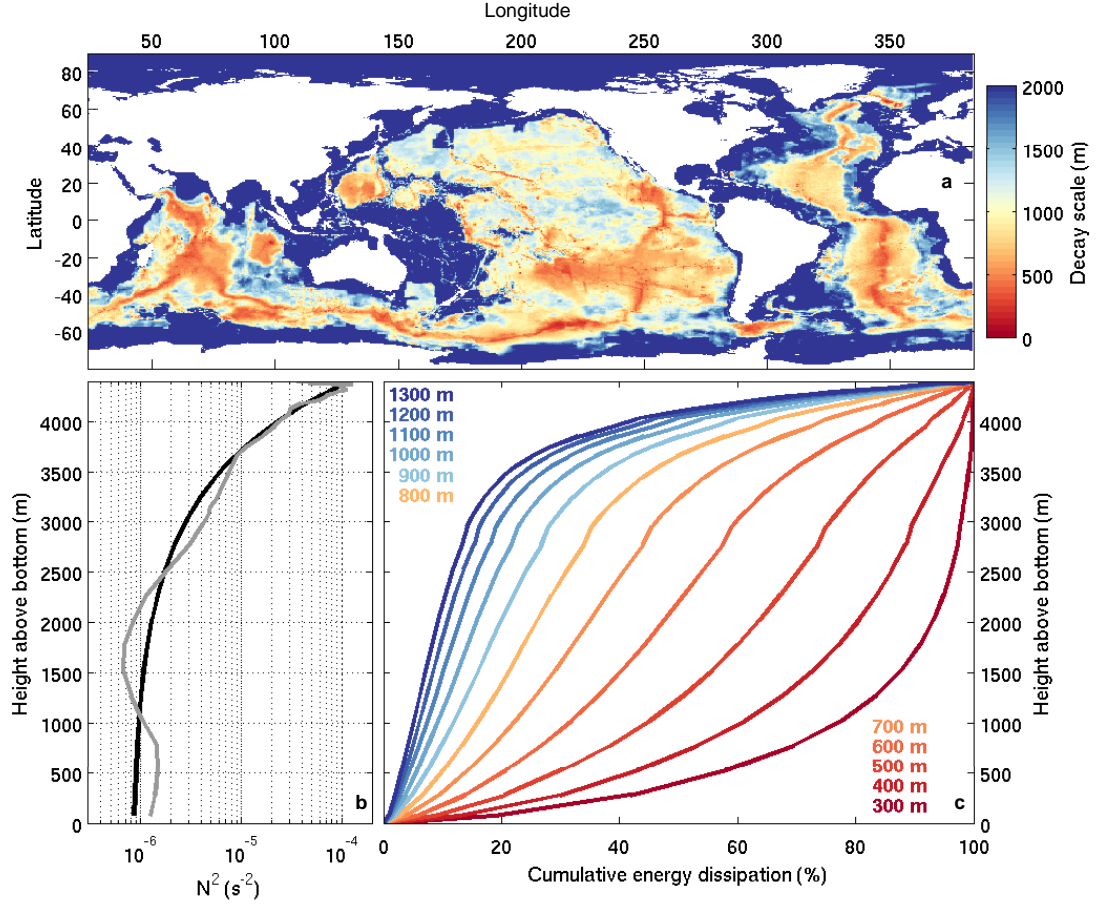 Longitude
50 100 150 200 250 300 350
80
60
40
20
0
-20
-40
-60
Latitude
a
2000
1500
1000
500
0
Decay scale (m)
4000
3500
3000
2500
2000
1500
1000
500
0
Height above bottom (m)
b
10⁻⁶ 10⁻⁵ 10⁻⁴
N² (s⁻²)
1300 m
1200 m
1100 m
1000 m
900 m
800 m
700 m
600 m
500 m
400 m
300 m
c
4000
3500
3000
2500
2000
1500
1000
500
0
Height above bottom (m)
0 20 40 60 80 100
Cumulative energy dissipation (%)